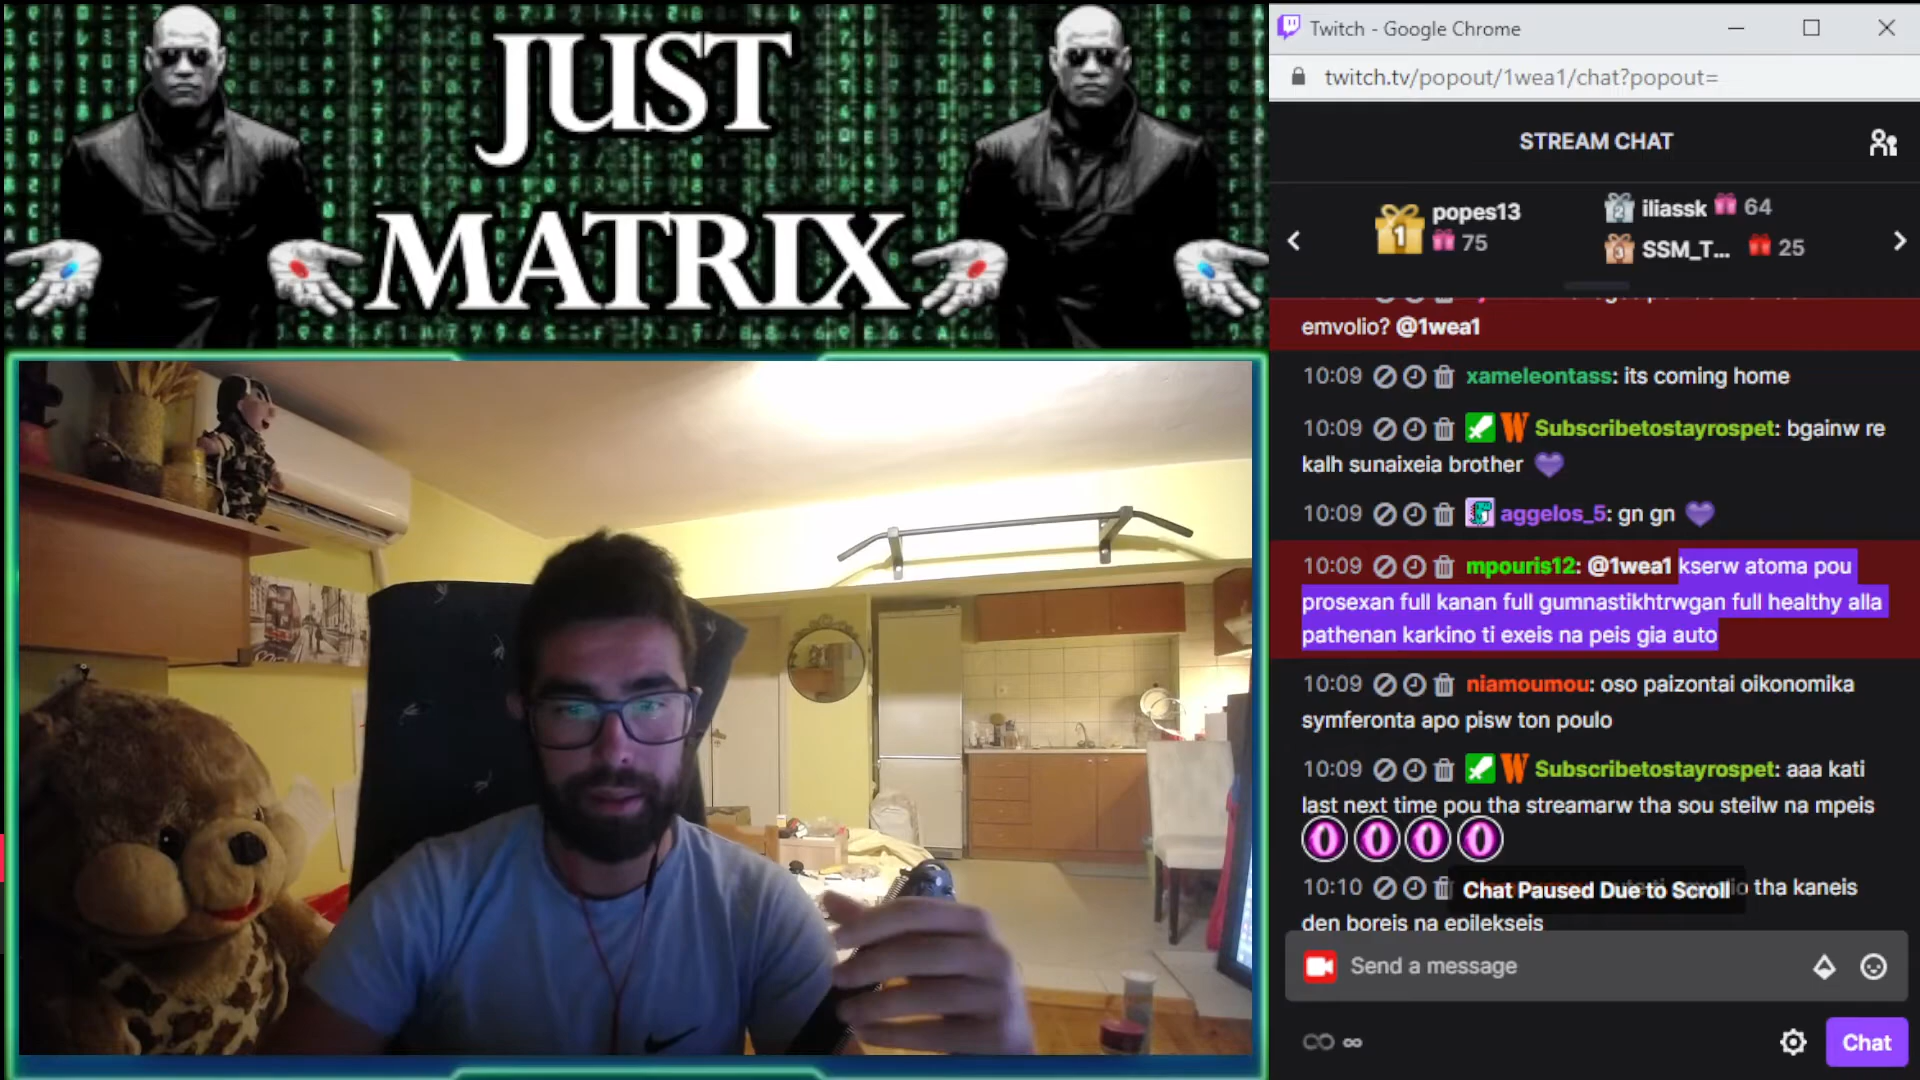 JUST
MATRIX
Twitch - Google Chrome
twitch.tv/popout/1wea1/chat?popout=
STREAM CHAT
1
popes13
75
2
iliassk 64
3
SSM_T... 25
emvolio? @1wea1
10:09 xameleontass: its coming home
10:09 Subscribetostayrospet: bgainw re
kalh sunaixeia brother
10:09 aggelos_5: gn gn
10:09 mpouris12: @1wea1 kserw atoma pou
prosexan full kanan full gumnastikhtrwgan full healthy alla
pathenan karkino ti exeis na peis gia auto
10:09 niamoumou: oso paizontai oikonomika
symferonta apo pisw ton poulo
10:09 Subscribetostayrospet: aaa kati
last next time pou tha streamarw tha sou steilw na mpeis
10:10 tha kaneis
Chat Paused Due to Scroll
den boreis na epilekseis
Send a message
Chat